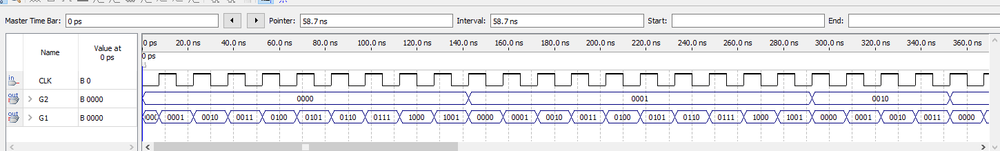 Master Time Bar: 0 ps Pointer: 58.7 ns Interval: 58.7 ns Start: End:
Name Value at 0 ps
0 ps 20.0 ns 40.0 ns 60.0 ns 80.0 ns 100.0 ns 120.0 ns 140.0 ns 160.0 ns 180.0 ns 200.0 ns 220.0 ns 240.0 ns 260.0 ns 280.0 ns 300.0 ns 320.0 ns 340.0 ns 360.0 ns
0 ps
in CLK B 0
out G2 B 0000 0000 0001 0010
out G1 B 0000 0001 0010 0011 0100 0101 0110 0111 1000 1001 0000 0001 0010 0011 0100 0101 0110 0111 1000 1001 0000 0001 0010 0011 0000